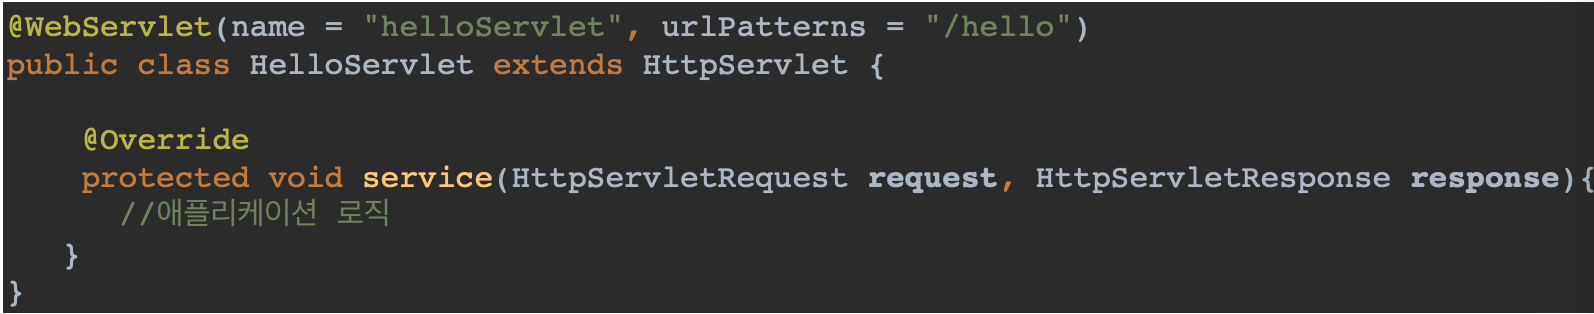 @WebServlet(name = "helloServlet", urlPatterns = "/hello")
public class HelloServlet extends HttpServlet {
@Override
protected void service(HttpServletRequest request, HttpServletResponse response){
//애플리케이션 로직
}
}